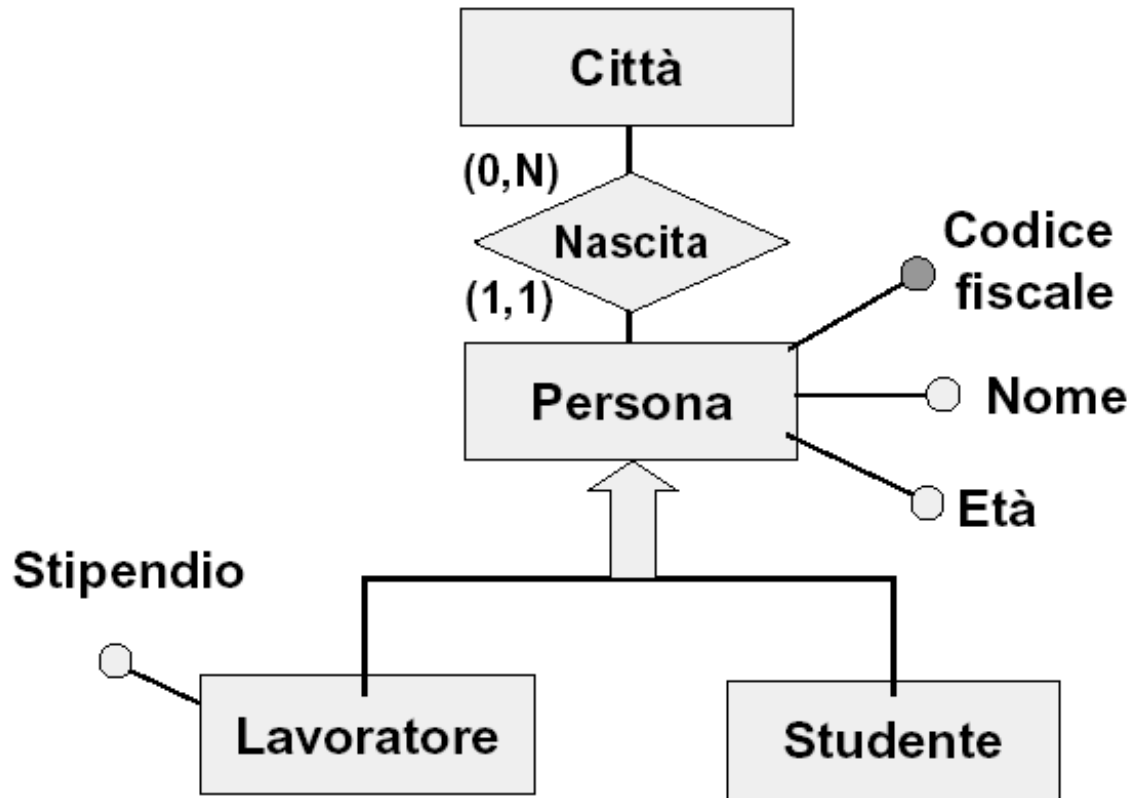 Città
(0,N)
Nascita
(1,1)
Codice
fiscale
Persona
Nome
Età
Stipendio
Lavoratore
Studente